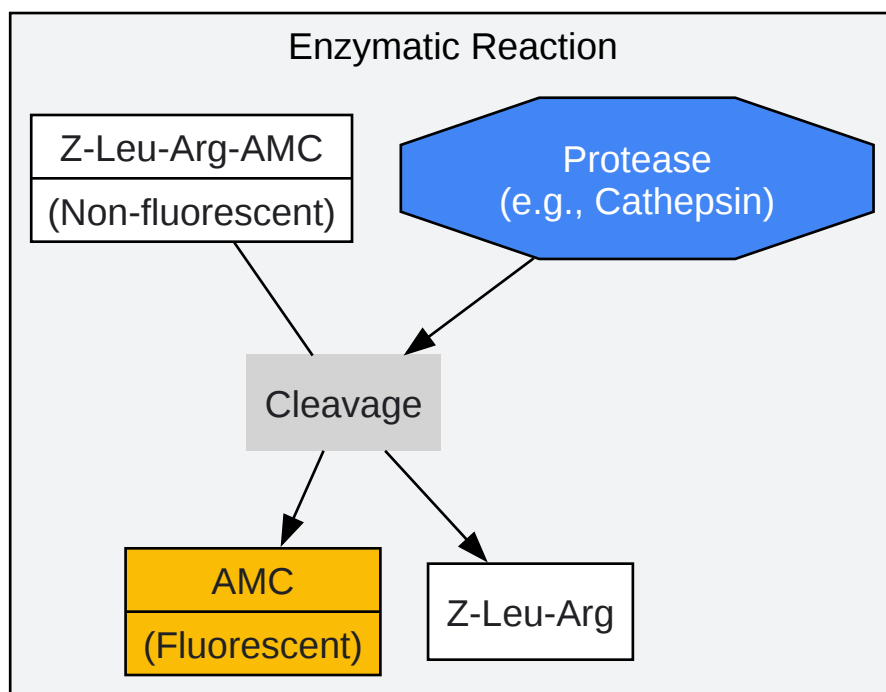 Enzymatic Reaction
Z-Leu-Arg-AMC
(Non-fluorescent)
Protease
(e.g., Cathepsin)
Cleavage
AMC
(Fluorescent)
Z-Leu-Arg